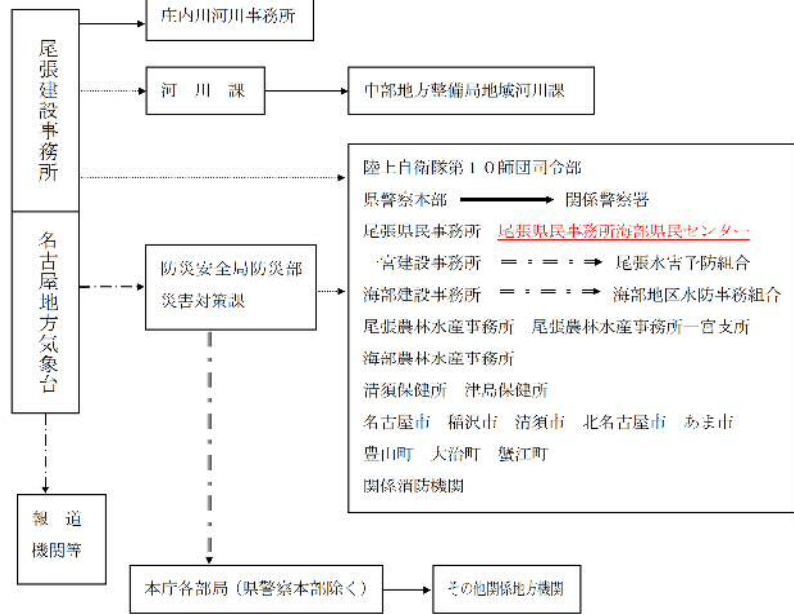 庄内川河川事務所
尾張建設事務所
河 川 課
中部地方整備局地域河川課
陸上自衛隊第１０師団司令部
県警察本部 関係警察署
尾張県民事務所 尾張県民事務所海部県民センター
一宮建設事務所 尾張水害予防組合
海部建設事務所 海部地区水防事務組合
尾張農林水産事務所 尾張農林水産事務所一宮支所
海部農林水産事務所
清須保健所 津島保健所
名古屋市 稲沢市 清須市 北名古屋市 あま市
豊山町 大治町 蟹江町
関係消防機関
名古屋地方気象台
防災安全局防災部
災害対策課
報 道
機関等
本庁各部局（県警察本部除く）
その他関係地方機関